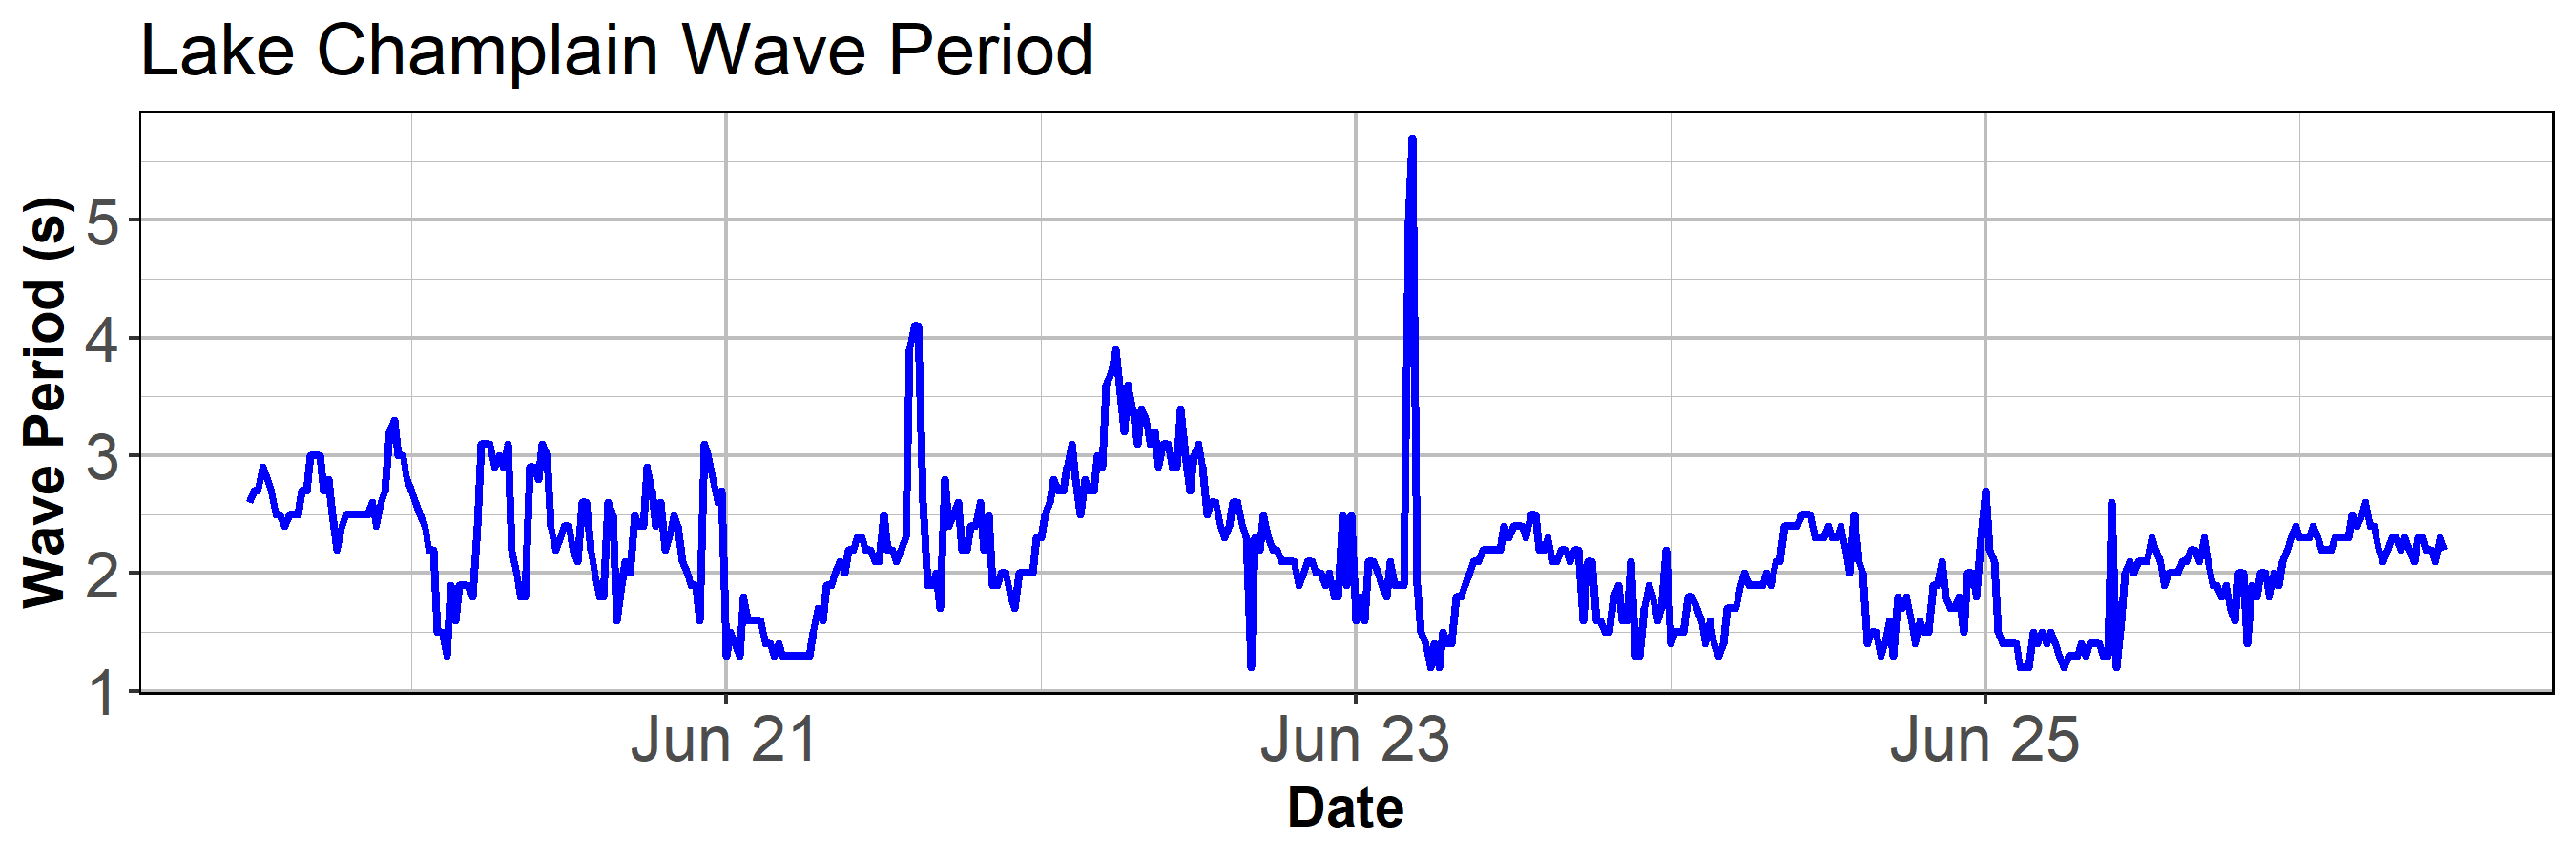 Lake Champlain Wave Period
Wave Period (s)
5
4
3
2
1
Jun 21
Jun 23
Jun 25
Date